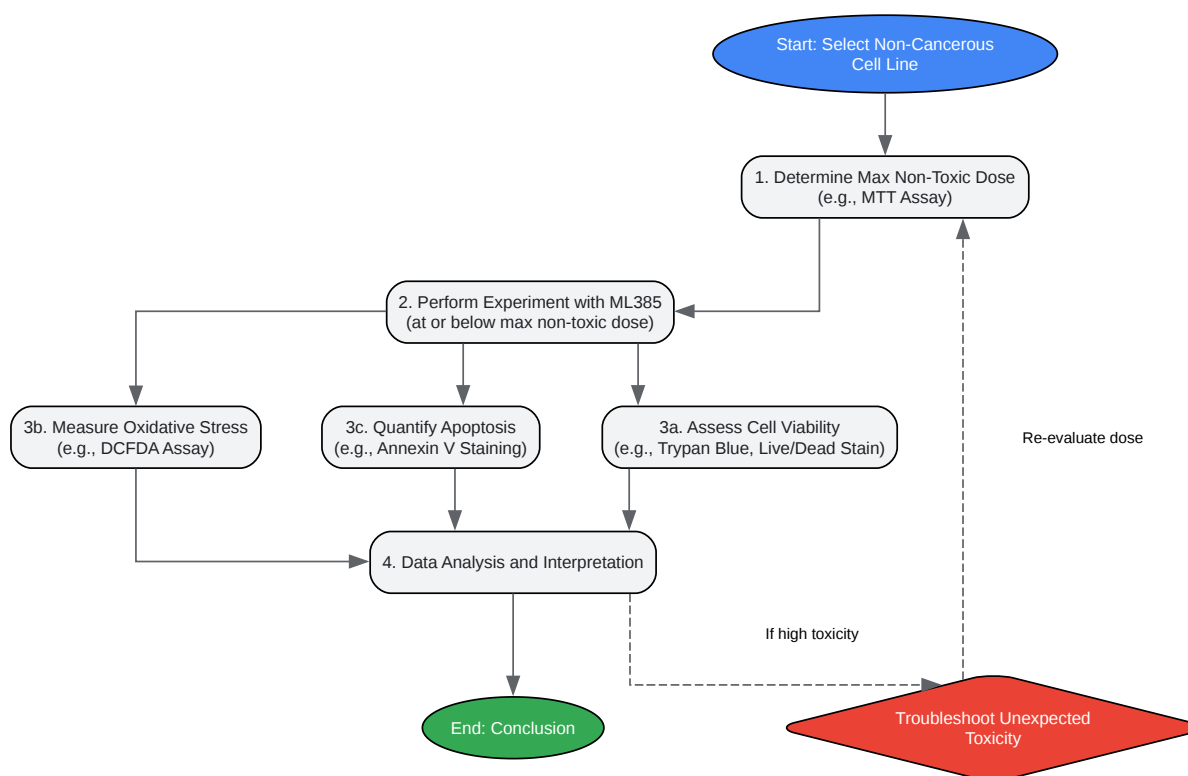 Start: Select Non-Cancerous
Cell Line
1. Determine Max Non-Toxic Dose
(e.g., MTT Assay)
2. Perform Experiment with ML385
(at or below max non-toxic dose)
3b. Measure Oxidative Stress
(e.g., DCFDA Assay)
3c. Quantify Apoptosis
(e.g., Annexin V Staining)
3a. Assess Cell Viability
(e.g., Trypan Blue, Live/Dead Stain)
Re-evaluate dose
4. Data Analysis and Interpretation
If high toxicity
End: Conclusion
Troubleshoot Unexpected
Toxicity